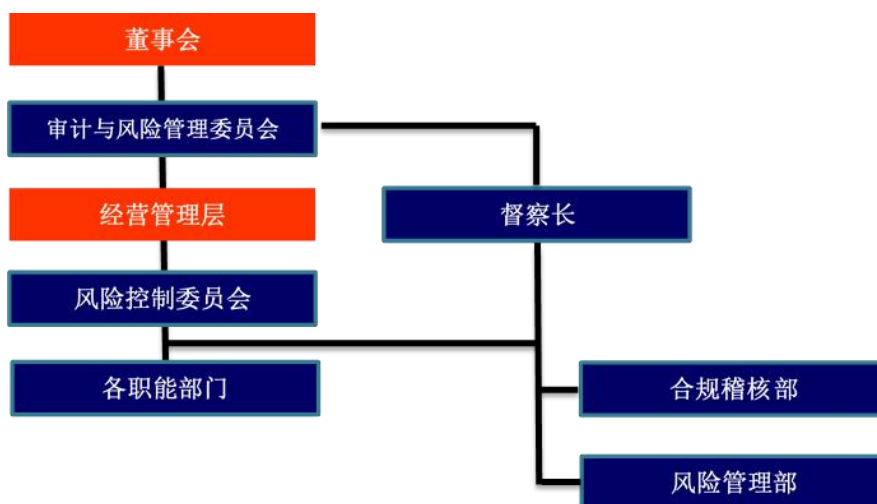 董事会
审计与风险管理委员会
经营管理层
督察长
风险控制委员会
各职能部门
合规稽核部
风险管理部